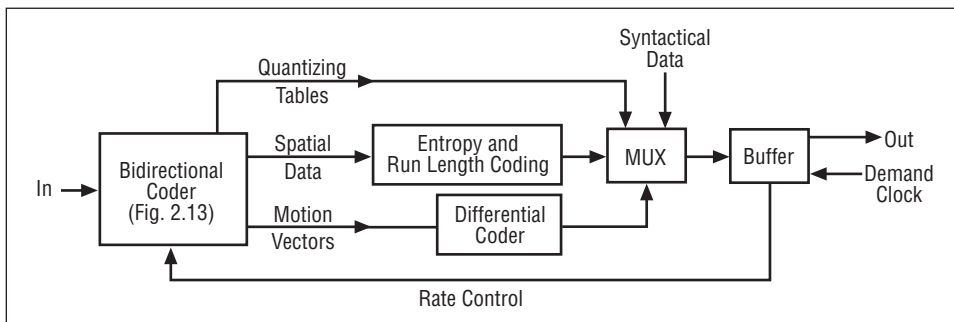 Syntactical
Data
Quantizing
Tables
In
Bidirectional
Coder
(Fig. 2.13)
Spatial
Data
Entropy and
Run Length Coding
MUX
Buffer
Out
Demand
Clock
Motion
Vectors
Differential
Coder
Rate Control